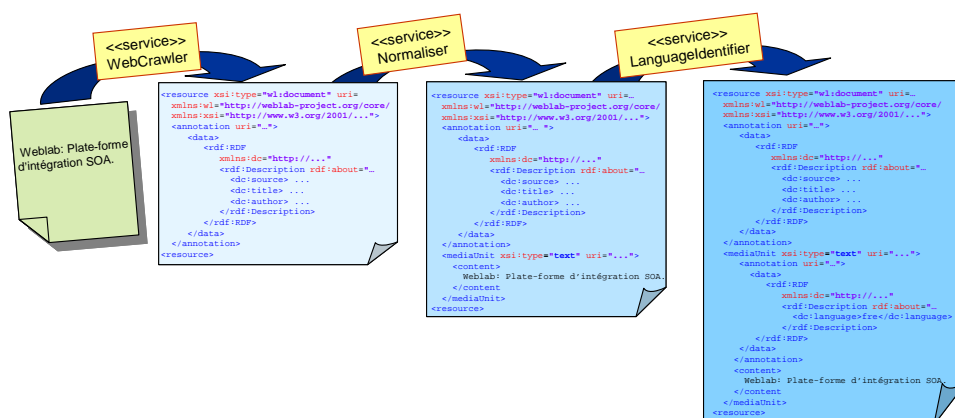 <<service>>
WebCrawler
<<service>>
Normaliser
<<service>>
LanguageIdentifier
Weblab: Plate-forme
d'intégration SOA.
<resource xsi:type="wl:document" uri=…
xmlns:wl="http://weblab-project.org/core/
xmlns:xsi="http://www.w3.org/2001/...">
<annotation uri="…">
<data>
<rdf:RDF
xmlns:dc="http://..."
<rdf:Description rdf:about="…
<dc:source> ...
<dc:title> ...
<dc:author> ...
</rdf:Description>
</rdf:RDF>
</data>
</annotation>
<resource>
<resource xsi:type="wl:document" uri=…
xmlns:wl="http://weblab-project.org/core/
xmlns:xsi="http://www.w3.org/2001/...">
<annotation uri="… ">
<data>
<rdf:RDF
xmlns:dc="http://..."
<rdf:Description rdf:about="…
<dc:source> ...
<dc:title> ...
<dc:author> ...
</rdf:Description>
</rdf:RDF>
</data>
</annotation>
<mediaUnit xsi:type="text" uri="...">
<content>
Weblab: Plate-forme d'intégration SOA.
</content
</mediaUnit>
<resource>
<resource xsi:type="wl:document" uri=…
xmlns:wl="http://weblab-project.org/core/
xmlns:xsi="http://www.w3.org/2001/...">
<annotation uri="…">
<data>
<rdf:RDF
xmlns:dc="http://..."
<rdf:Description rdf:about="…
<dc:source> ...
<dc:title> ...
<dc:author> ...
</rdf:Description>
</rdf:RDF>
</data>
</annotation>
<mediaUnit xsi:type="text" uri="...">
<annotation uri="…">
<data>
<rdf:RDF
xmlns:dc="http://..."
<rdf:Description rdf:about="…
<dc:language>fre</dc:language>
</rdf:Description>
</rdf:RDF>
</data>
</annotation>
<content>
Weblab: Plate-forme d'intégration SOA.
</content
</mediaUnit>
<resource>